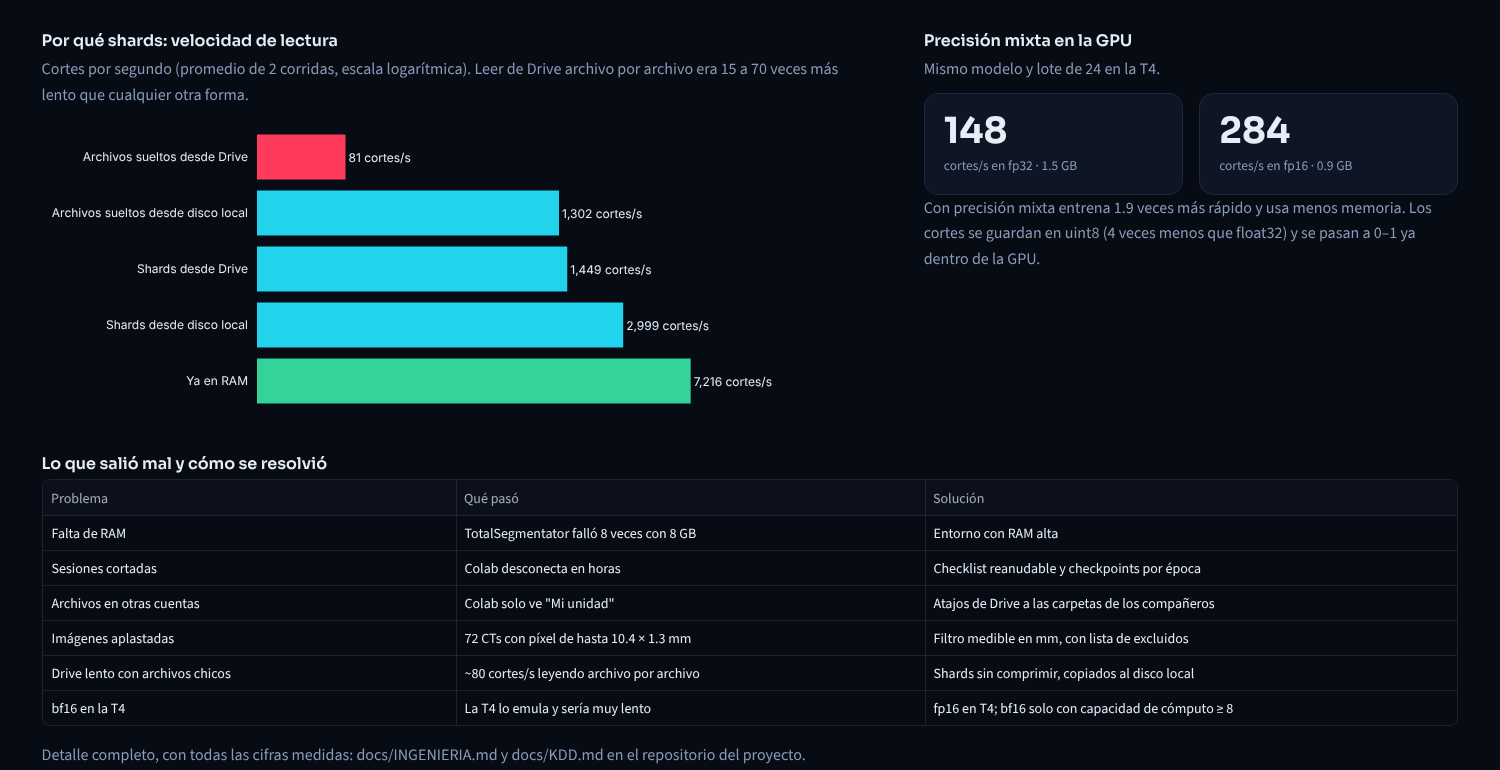 Por qué shards: velocidad de lectura
Cortes por segundo (promedio de 2 corridas, escala logarítmica). Leer de Drive archivo por archivo era 15 a 70 veces más
lento que cualquier otra forma.
Archivos sueltos desde Drive
81 cortes/s
Archivos sueltos desde disco local
1,302 cortes/s
Shards desde Drive
1,449 cortes/s
Shards desde disco local
2,999 cortes/s
Ya en RAM
7,216 cortes/s
Precisión mixta en la GPU
Mismo modelo y lote de 24 en la T4.
148
cortes/s en fp32 · 1.5 GB
284
cortes/s en fp16 · 0.9 GB
Con precisión mixta entrena 1.9 veces más rápido y usa menos memoria. Los
cortes se guardan en uint8 (4 veces menos que float32) y se pasan a 0–1 ya
dentro de la GPU.
Lo que salió mal y cómo se resolvió
Problema
Qué pasó
Solución
Falta de RAM
TotalSegmentator falló 8 veces con 8 GB
Entorno con RAM alta
Sesiones cortadas
Colab desconecta en horas
Checklist reanudable y checkpoints por época
Archivos en otras cuentas
Colab solo ve "Mi unidad"
Atajos de Drive a las carpetas de los compañeros
Imágenes aplastadas
72 CTs con píxel de hasta 10.4 × 1.3 mm
Filtro medible en mm, con lista de excluidos
Drive lento con archivos chicos
~80 cortes/s leyendo archivo por archivo
Shards sin comprimir, copiados al disco local
bf16 en la T4
La T4 lo emula y sería muy lento
fp16 en T4; bf16 solo con capacidad de cómputo ≥ 8
Detalle completo, con todas las cifras medidas: docs/INGENIERIA.md y docs/KDD.md en el repositorio del proyecto.